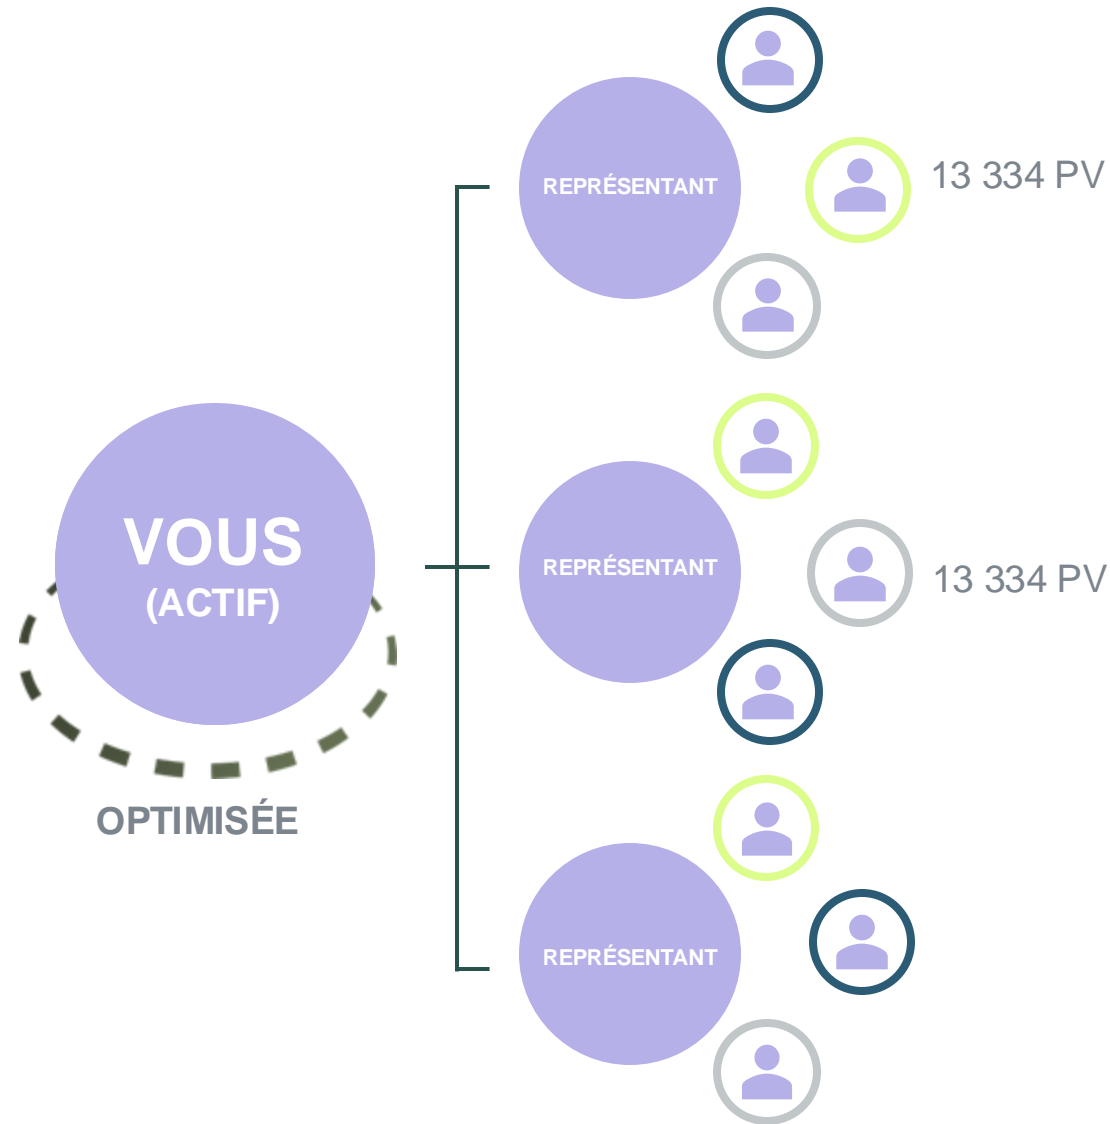 REPRÉSENTANT
13 334 PV
VOUS
(ACTIF)
REPRÉSENTANT
13 334 PV
OPTIMISÉE
REPRÉSENTANT